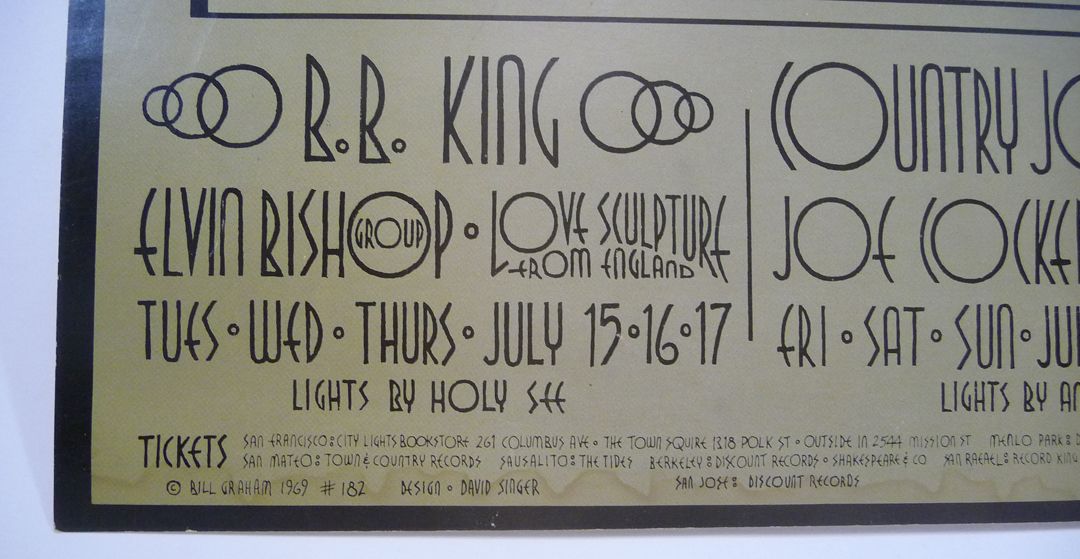 B.B. KING
ELVIN BISHOP GROUP • LOVE SCULPTURE
FROM ENGLAND
TUES • WED • THURS • JULY 15 • 16 • 17
LIGHTS BY HOLY SEE
COUNTRY JO
JOE COCKE
FRI • SAT • SUN • JU
LIGHTS BY A
TICKETS SAN FRANCISCO: CITY LIGHTS BOOKSTORE 261 COLUMBUS AVE • THE TOWN SQUIRE 1318 POLK ST • OUTSIDE IN 2544 MISSION ST MENLO PARK:
SAN MATEO: TOWN & COUNTRY RECORDS SAUSALITO: THE TIDES BERKELEY: DISCOUNT RECORDS • SHAKESPEARE & CO SAN RAFAEL: RECORD KING
© BILL GRAHAM 1969 #182 DESIGN • DAVID SINGER SAN JOSE: DISCOUNT RECORDS